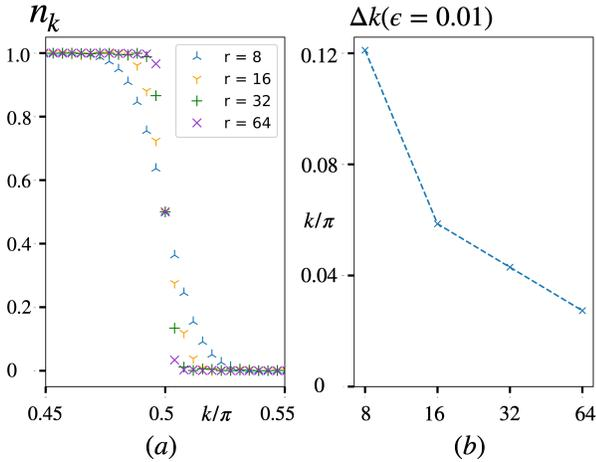 n_k
1.0
0.8
0.6
0.4
0.2
0
r = 8
r = 16
r = 32
r = 64
0.45
0.5
k/π
0.55
(a)
Δk(ϵ = 0.01)
0.12
0.08
k/π
0.04
0
8
16
32
64
(b)